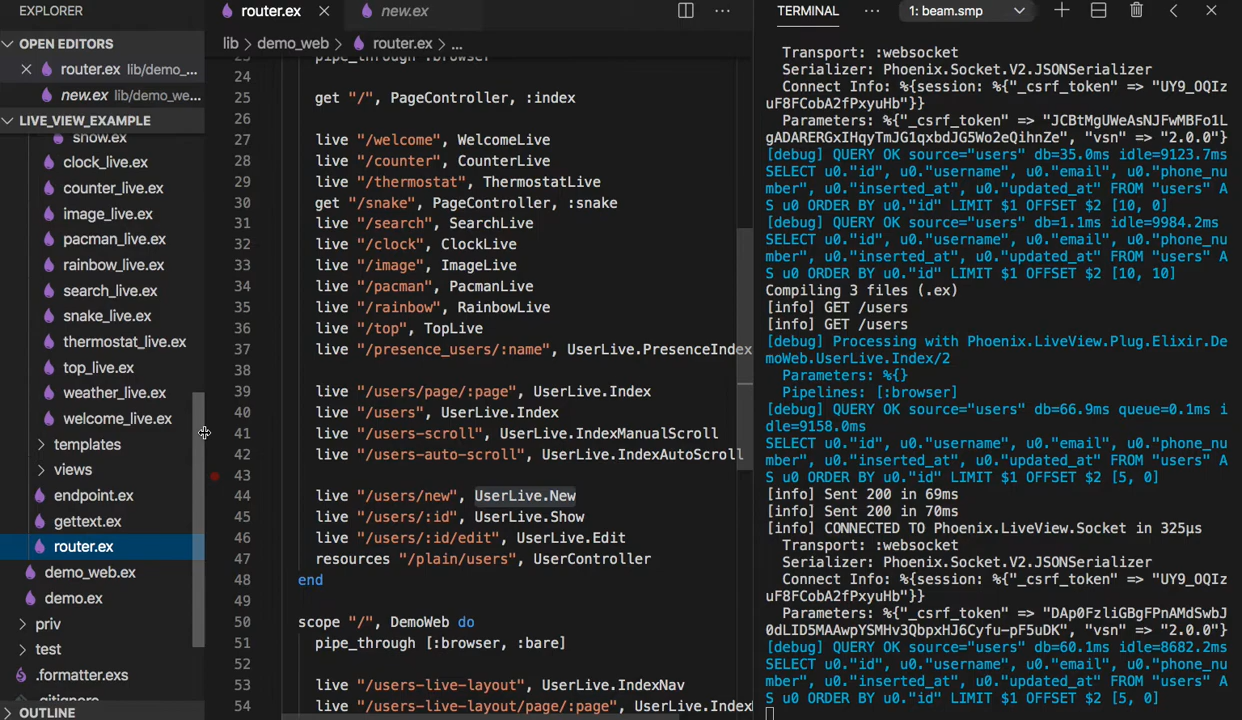 EXPLORER
OPEN EDITORS
router.ex lib/demo_...
new.ex lib/demo_we...
LIVE_VIEW_EXAMPLE
show.ex
clock_live.ex
counter_live.ex
image_live.ex
pacman_live.ex
rainbow_live.ex
search_live.ex
snake_live.ex
thermostat_live.ex
top_live.ex
weather_live.ex
welcome_live.ex
templates
views
endpoint.ex
gettext.ex
router.ex
demo_web.ex
demo.ex
priv
test
.formatter.exs
.gitignore
OUTLINE
router.ex
new.ex
lib > demo_web > router.ex > ...
23 pipe_through :browser
24
25 get "/", PageController, :index
26
27 live "/welcome", WelcomeLive
28 live "/counter", CounterLive
29 live "/thermostat", ThermostatLive
30 get "/snake", PageController, :snake
31 live "/search", SearchLive
32 live "/clock", ClockLive
33 live "/image", ImageLive
34 live "/pacman", PacmanLive
35 live "/rainbow", RainbowLive
36 live "/top", TopLive
37 live "/presence_users/:name", UserLive.PresenceIndex
38
39 live "/users/page/:page", UserLive.Index
40 live "/users", UserLive.Index
41 live "/users-scroll", UserLive.IndexManualScroll
42 live "/users-auto-scroll", UserLive.IndexAutoScroll
43
44 live "/users/new", UserLive.New
45 live "/users/:id", UserLive.Show
46 live "/users/:id/edit", UserLive.Edit
47 resources "/plain/users", UserController
48 end
49
50 scope "/", DemoWeb do
51 pipe_through [:browser, :bare]
52
53 live "/users-live-layout", UserLive.IndexNav
54 live "/users-live-layout/page/:page", UserLive.Index
TERMINAL ... 1: beam.smp
Transport: :websocket
Serializer: Phoenix.Socket.V2.JSONSerializer
Connect Info: %{session: %{"_csrf_token" => "UY9_OQIz
uF8FCobA2fPxyuHb"}}
Parameters: %{"_csrf_token" => "JCBtMgUWeAsNJFwMBFo1L
gADARERGxIHqyTmJG1qxbdJG5Wo2eQihnZe", "vsn" => "2.0.0"}
[debug] QUERY OK source="users" db=35.0ms idle=9123.7ms
SELECT u0."id", u0."username", u0."email", u0."phone_nu
mber", u0."inserted_at", u0."updated_at" FROM "users" A
S u0 ORDER BY u0."id" LIMIT $1 OFFSET $2 [10, 0]
[debug] QUERY OK source="users" db=1.1ms idle=9984.2ms
SELECT u0."id", u0."username", u0."email", u0."phone_nu
mber", u0."inserted_at", u0."updated_at" FROM "users" A
S u0 ORDER BY u0."id" LIMIT $1 OFFSET $2 [10, 10]
Compiling 3 files (.ex)
[info] GET /users
[info] GET /users
[debug] Processing with Phoenix.LiveView.Plug.Elixir.De
moWeb.UserLive.Index/2
Parameters: %{}
Pipelines: [:browser]
[debug] QUERY OK source="users" db=66.9ms queue=0.1ms i
dle=9158.0ms
SELECT u0."id", u0."username", u0."email", u0."phone_nu
mber", u0."inserted_at", u0."updated_at" FROM "users" A
S u0 ORDER BY u0."id" LIMIT $1 OFFSET $2 [5, 0]
[info] Sent 200 in 69ms
[info] Sent 200 in 70ms
[info] CONNECTED TO Phoenix.LiveView.Socket in 325µs
Transport: :websocket
Serializer: Phoenix.Socket.V2.JSONSerializer
Connect Info: %{session: %{"_csrf_token" => "UY9_OQIz
uF8FCobA2fPxyuHb"}}
Parameters: %{"_csrf_token" => "DAp0FzliGBgFPnAMdSwbJ
0dLID5MAAwpYSMHv3QbpxHJ6Cyfu-pF5uDK", "vsn" => "2.0.0"}
[debug] QUERY OK source="users" db=60.1ms idle=8682.2ms
SELECT u0."id", u0."username", u0."email", u0."phone_nu
mber", u0."inserted_at", u0."updated_at" FROM "users" A
S u0 ORDER BY u0."id" LIMIT $1 OFFSET $2 [5, 0]